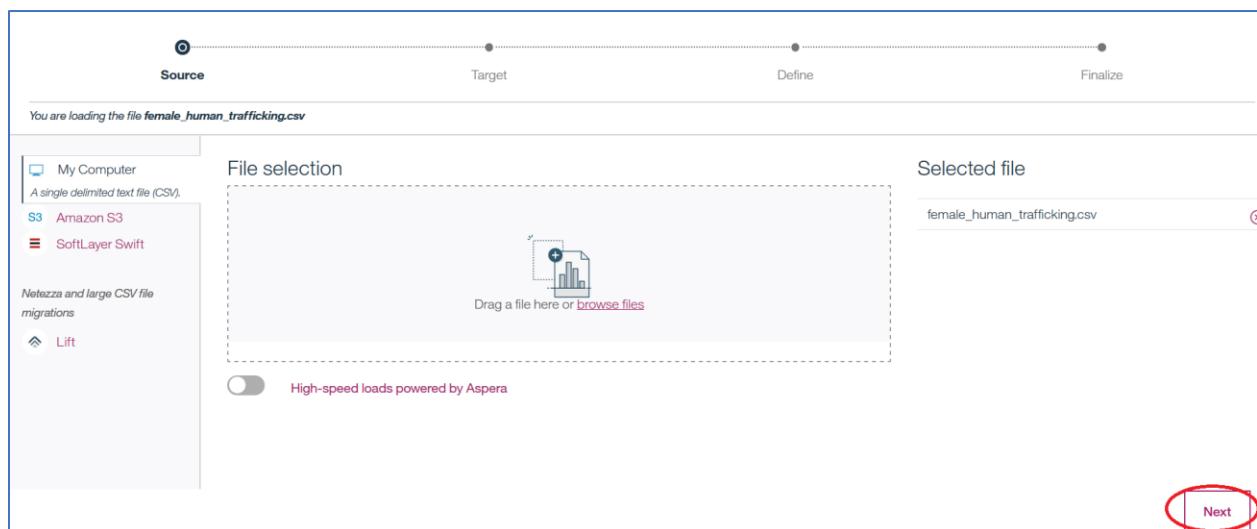 Source
Target
Define
Finalize
You are loading the file female_human_trafficking.csv
My Computer
A single delimited text file (CSV).
S3 Amazon S3
SoftLayer Swift
Netezza and large CSV file
migrations
Lift
File selection
Drag a file here or browse files
High-speed loads powered by Aspera
Selected file
female_human_trafficking.csv
Next